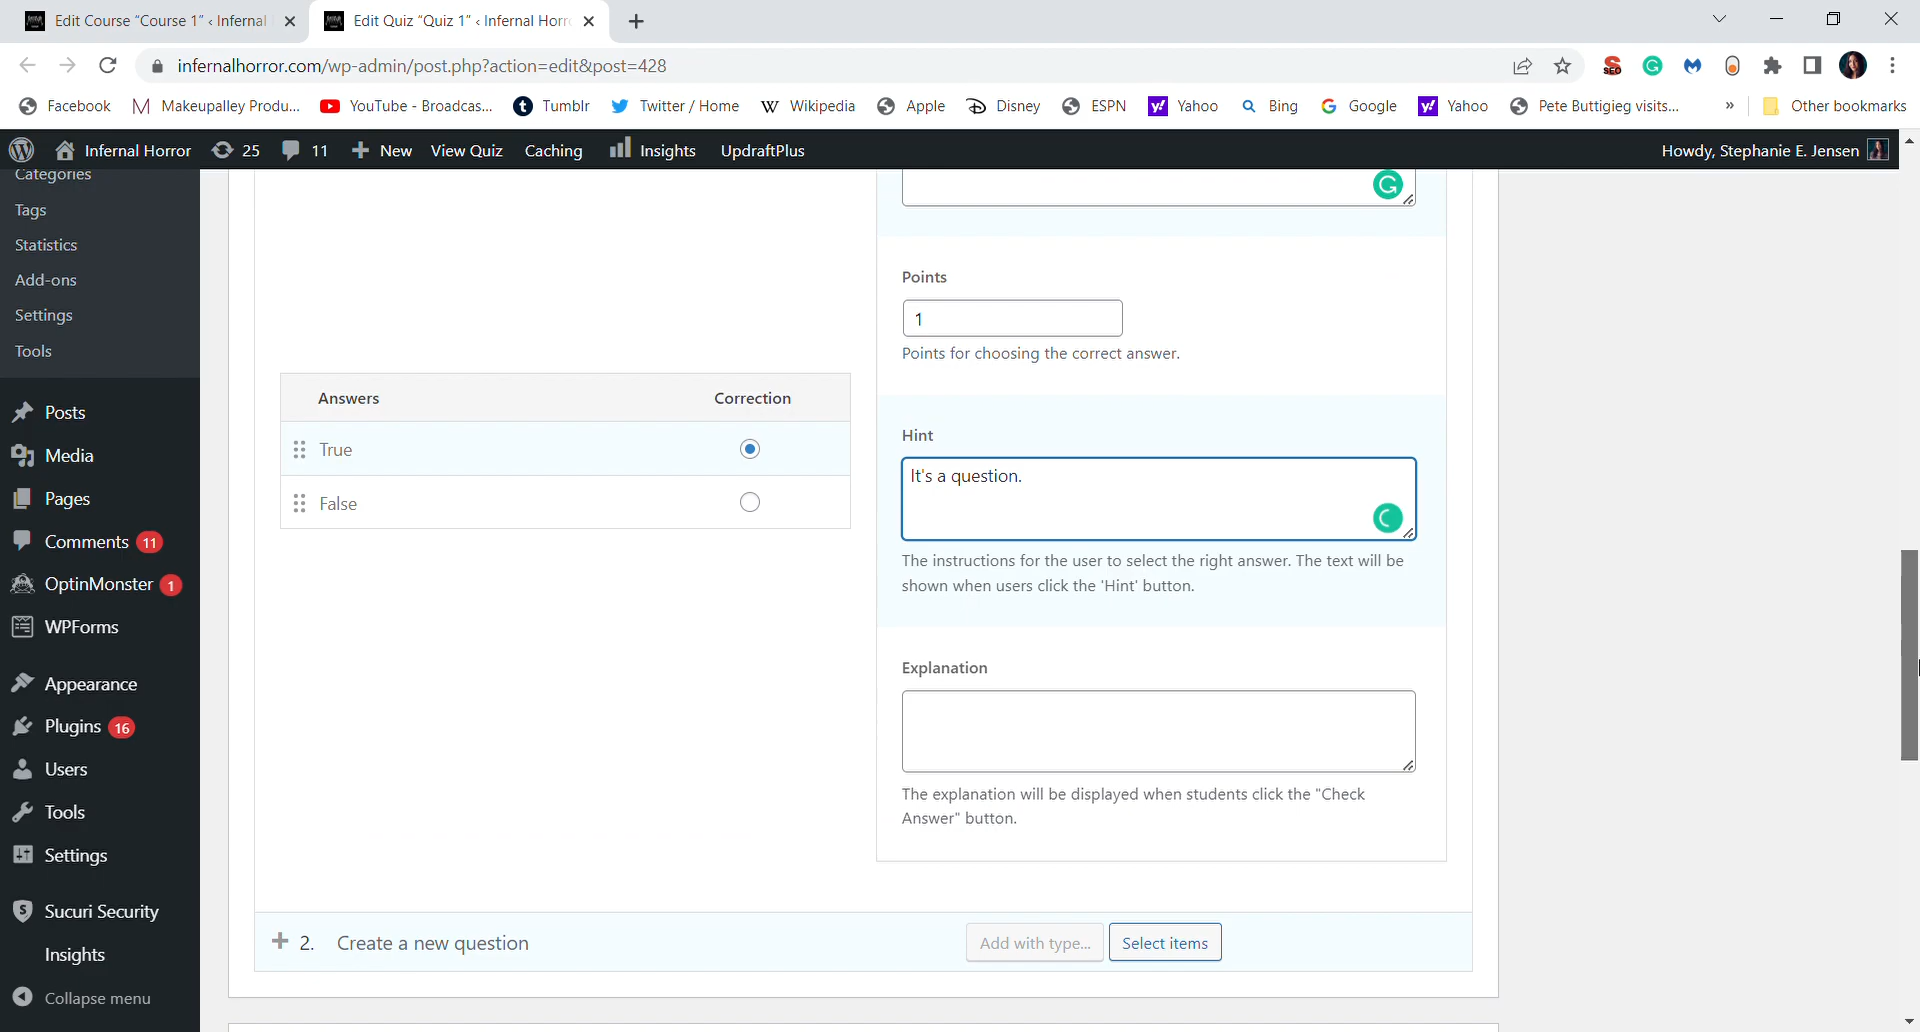 Edit Course “Course 1” ‹ Infernal
Edit Quiz “Quiz 1” ‹ Infernal Horr
infernalhorror.com/wp-admin/post.php?action=edit&post=428
SEO
Facebook
Makeupalley Produ...
YouTube - Broadcas...
Tumblr
Twitter / Home
Wikipedia
Apple
Disney
ESPN
Yahoo
Bing
Google
Yahoo
Pete Buttigieg visits...
»
Other bookmarks
Infernal Horror
25
11
New
View Quiz
Caching
Insights
UpdraftPlus
Howdy, Stephanie E. Jensen
Categories
Tags
Statistics
Add-ons
Settings
Tools
Posts
Media
Pages
Comments 11
OptinMonster 1
WPForms
Appearance
Plugins 16
Users
Tools
Settings
Sucuri Security
Insights
Collapse menu
Answers Correction
True
False
Points
1
Points for choosing the correct answer.
Hint
It's a question.
The instructions for the user to select the right answer. The text will be
shown when users click the 'Hint' button.
Explanation
The explanation will be displayed when students click the "Check
Answer" button.
+ 2. Create a new question
Add with type...
Select items